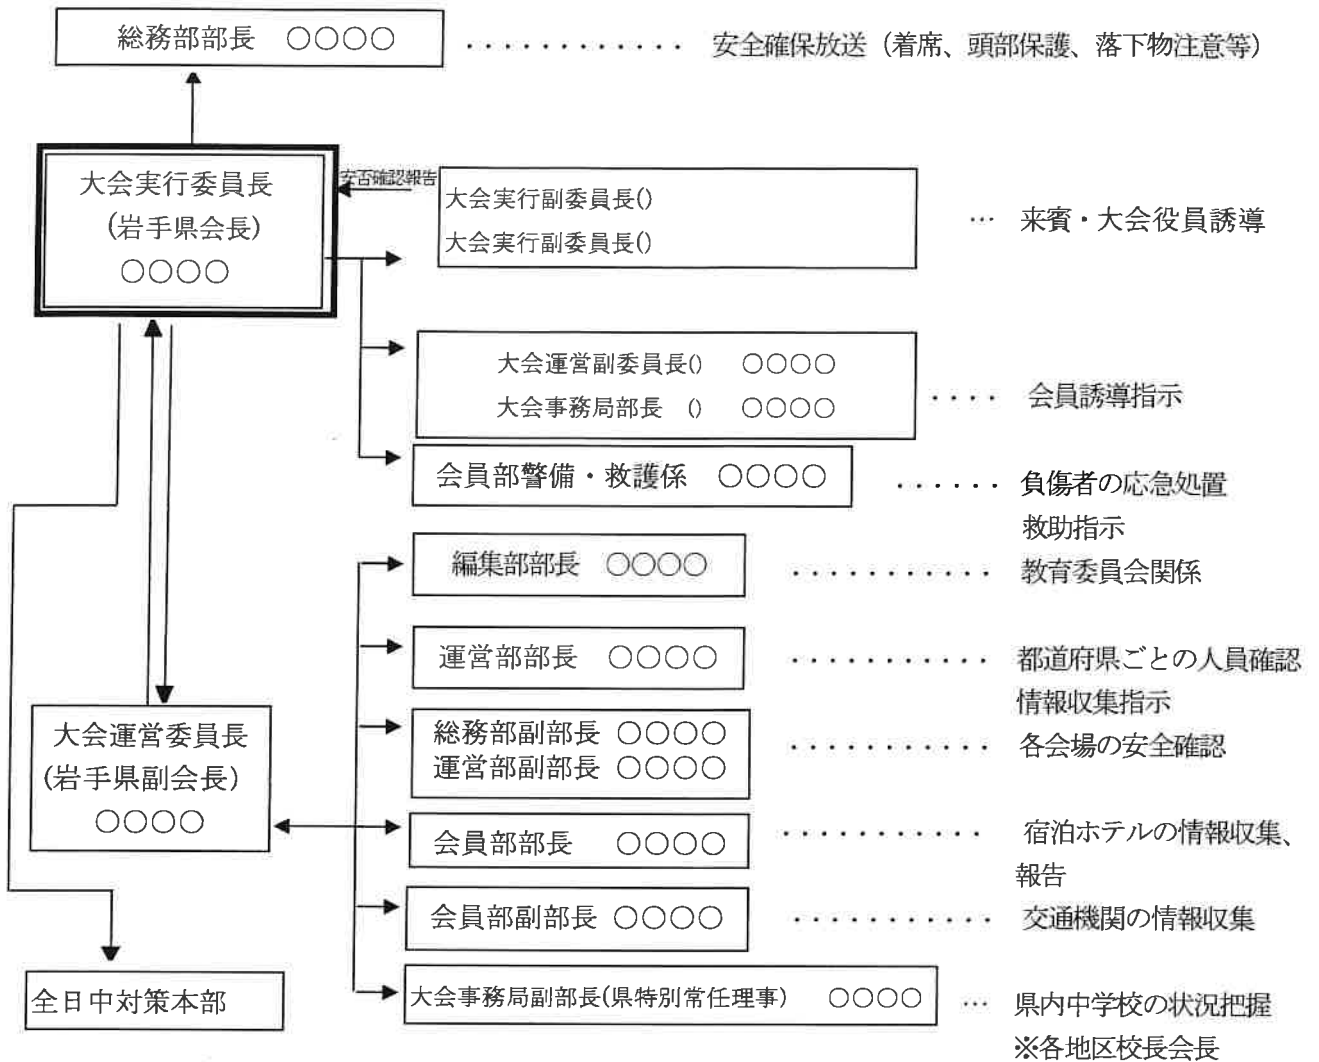 総務部部長　○○○○　・・・・・・・・・・・・　安全確保放送（着席、頭部保護、落下物注意等）
大会実行委員長
(岩手県会長)
○○○○
安否確認報告
大会実行副委員長()
大会実行副委員長()
… 来賓・大会役員誘導
大会運営副委員長()　○○○○
大会事務局部長　()　○○○○
・・・・　会員誘導指示
会員部警備・救護係　○○○○　・・・・・・　負傷者の応急処置
救助指示
編集部部長　○○○○　・・・・・・・・・・・　教育委員会関係
運営部部長　○○○○　・・・・・・・・・・・　都道府県ごとの人員確認
情報収集指示
大会運営委員長
(岩手県副会長)
○○○○
総務部副部長　○○○○
運営部副部長　○○○○
・・・・・・・・・・・　各会場の安全確認
会員部部長　○○○○　・・・・・・・・・・・　宿泊ホテルの情報収集、
報告
会員部副部長　○○○○　・・・・・・・・・・・　交通機関の情報収集
全日中対策本部
大会事務局副部長(県特別常任理事)　○○○○　…　県内中学校の状況把握
※各地区校長会長